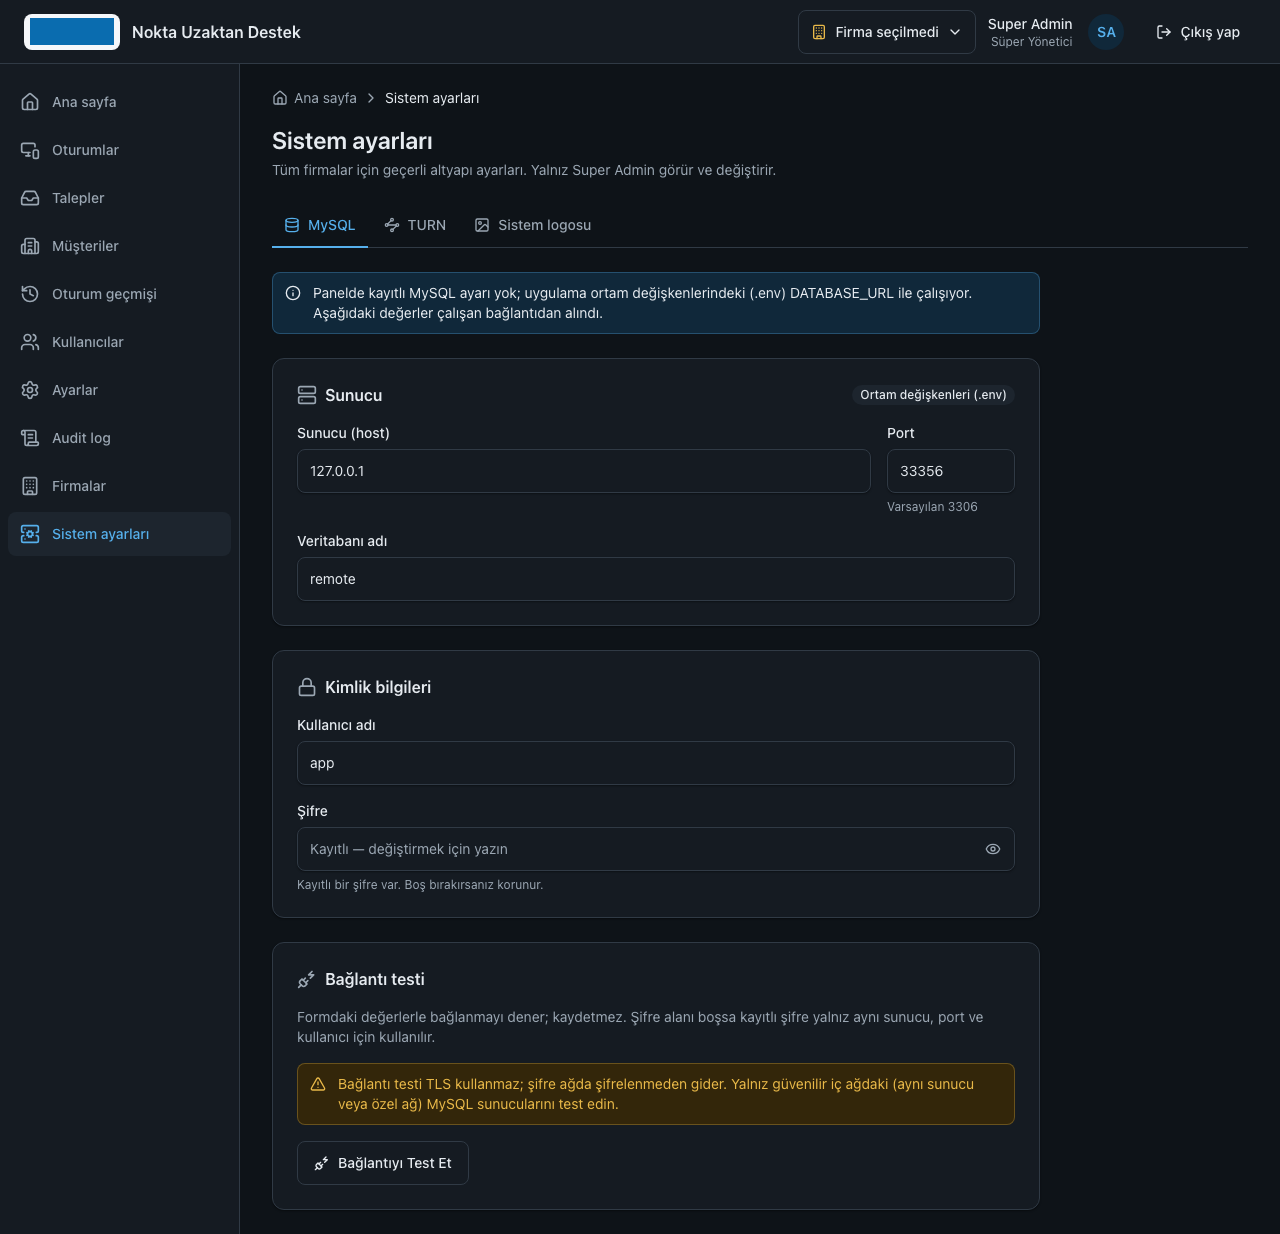 Nokta Uzaktan Destek
Firma seçilmedi
Super Admin
Süper Yönetici
SA
Çıkış yap
Ana sayfa
Oturumlar
Talepler
Müşteriler
Oturum geçmişi
Kullanıcılar
Ayarlar
Audit log
Firmalar
Sistem ayarları
Ana sayfa
Sistem ayarları
Sistem ayarları
Tüm firmalar için geçerli altyapı ayarları. Yalnız Super Admin görür ve değiştirir.
MySQL
TURN
Sistem logosu
Panelde kayıtlı MySQL ayarı yok; uygulama ortam değişkenlerindeki (.env) DATABASE_URL ile çalışıyor.
Aşağıdaki değerler çalışan bağlantıdan alındı.
Sunucu
Ortam değişkenleri (.env)
Sunucu (host)
Port
127.0.0.1
33356
Varsayılan 3306
Veritabanı adı
remote
Kimlik bilgileri
Kullanıcı adı
app
Şifre
Kayıtlı — değiştirmek için yazın
Kayıtlı bir şifre var. Boş bırakırsanız korunur.
Bağlantı testi
Formdaki değerlerle bağlanmayı dener; kaydetmez. Şifre alanı boşsa kayıtlı şifre yalnız aynı sunucu, port ve
kullanıcı için kullanılır.
Bağlantı testi TLS kullanmaz; şifre ağda şifrelenmeden gider. Yalnız güvenilir iç ağdaki (aynı sunucu
veya özel ağ) MySQL sunucularını test edin.
Bağlantıyı Test Et